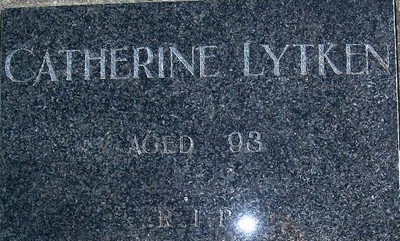 CATHERINE LYTKEN
AGED 93
R.I.P.